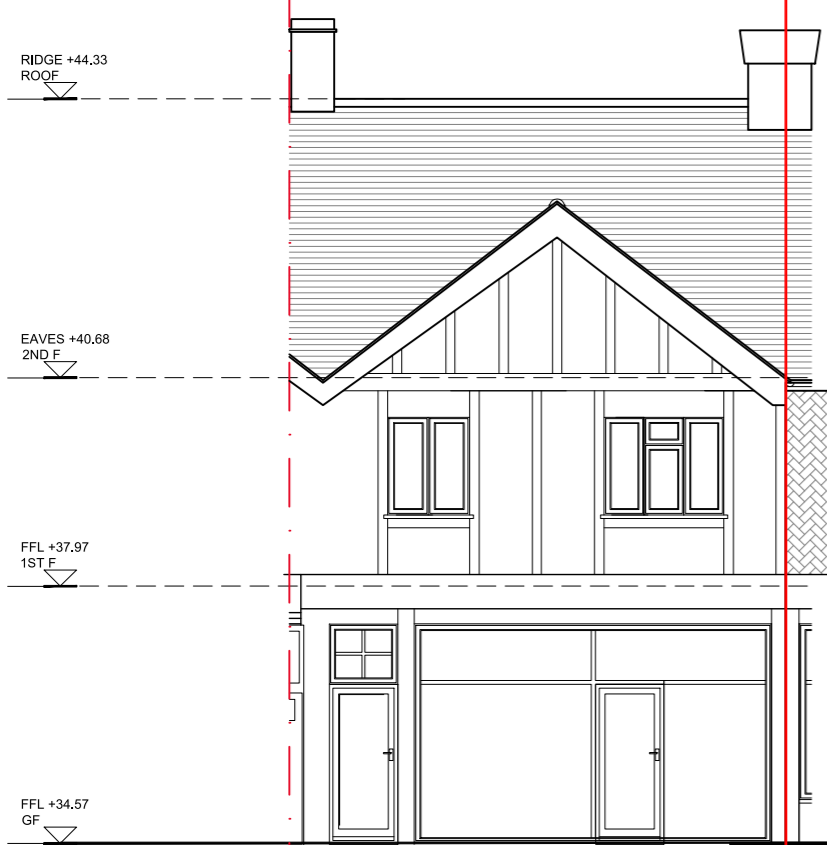 RIDGE +44.33
ROOF
EAVES +40.68
2ND F
FFL +37.97
1ST F
FFL +34.57
GF